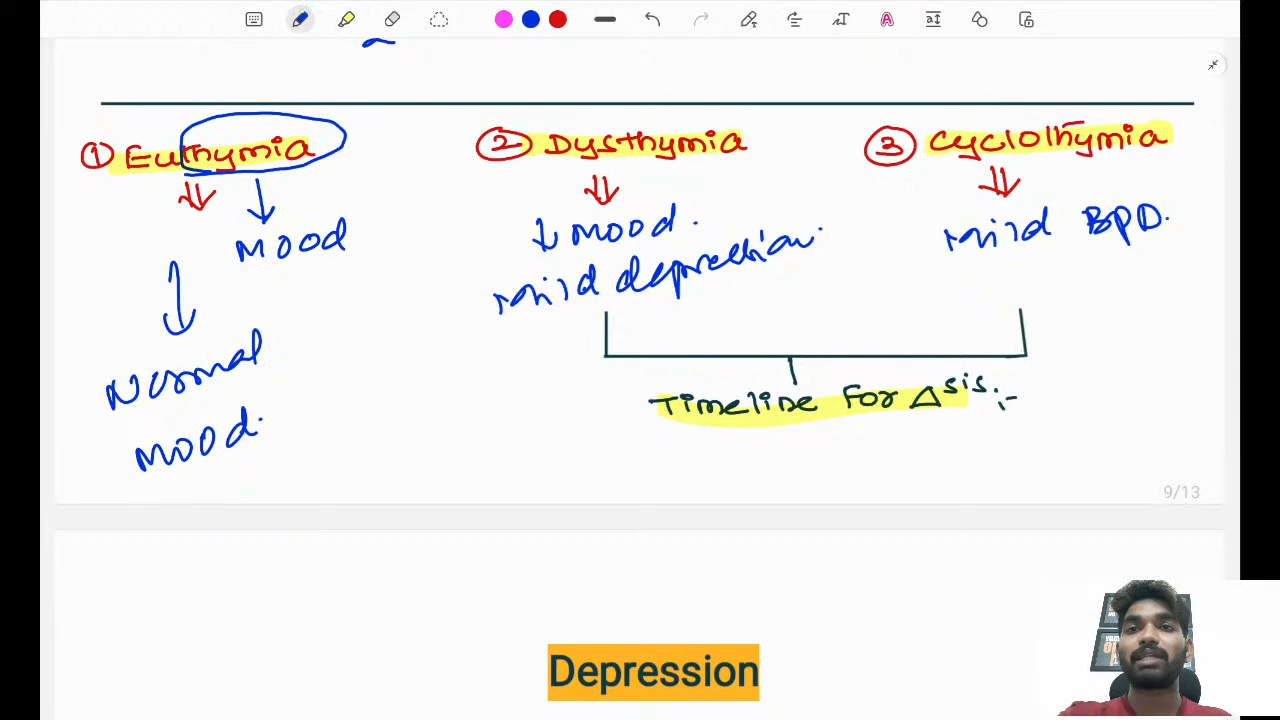 ① Euthymia
Mood
Normal
Mood.
② Dysthymia
↓ Mood.
Mild depression.
③ Cyclothymia
Mild BPD.
Timeline for Δsis :-
9/13
Depression